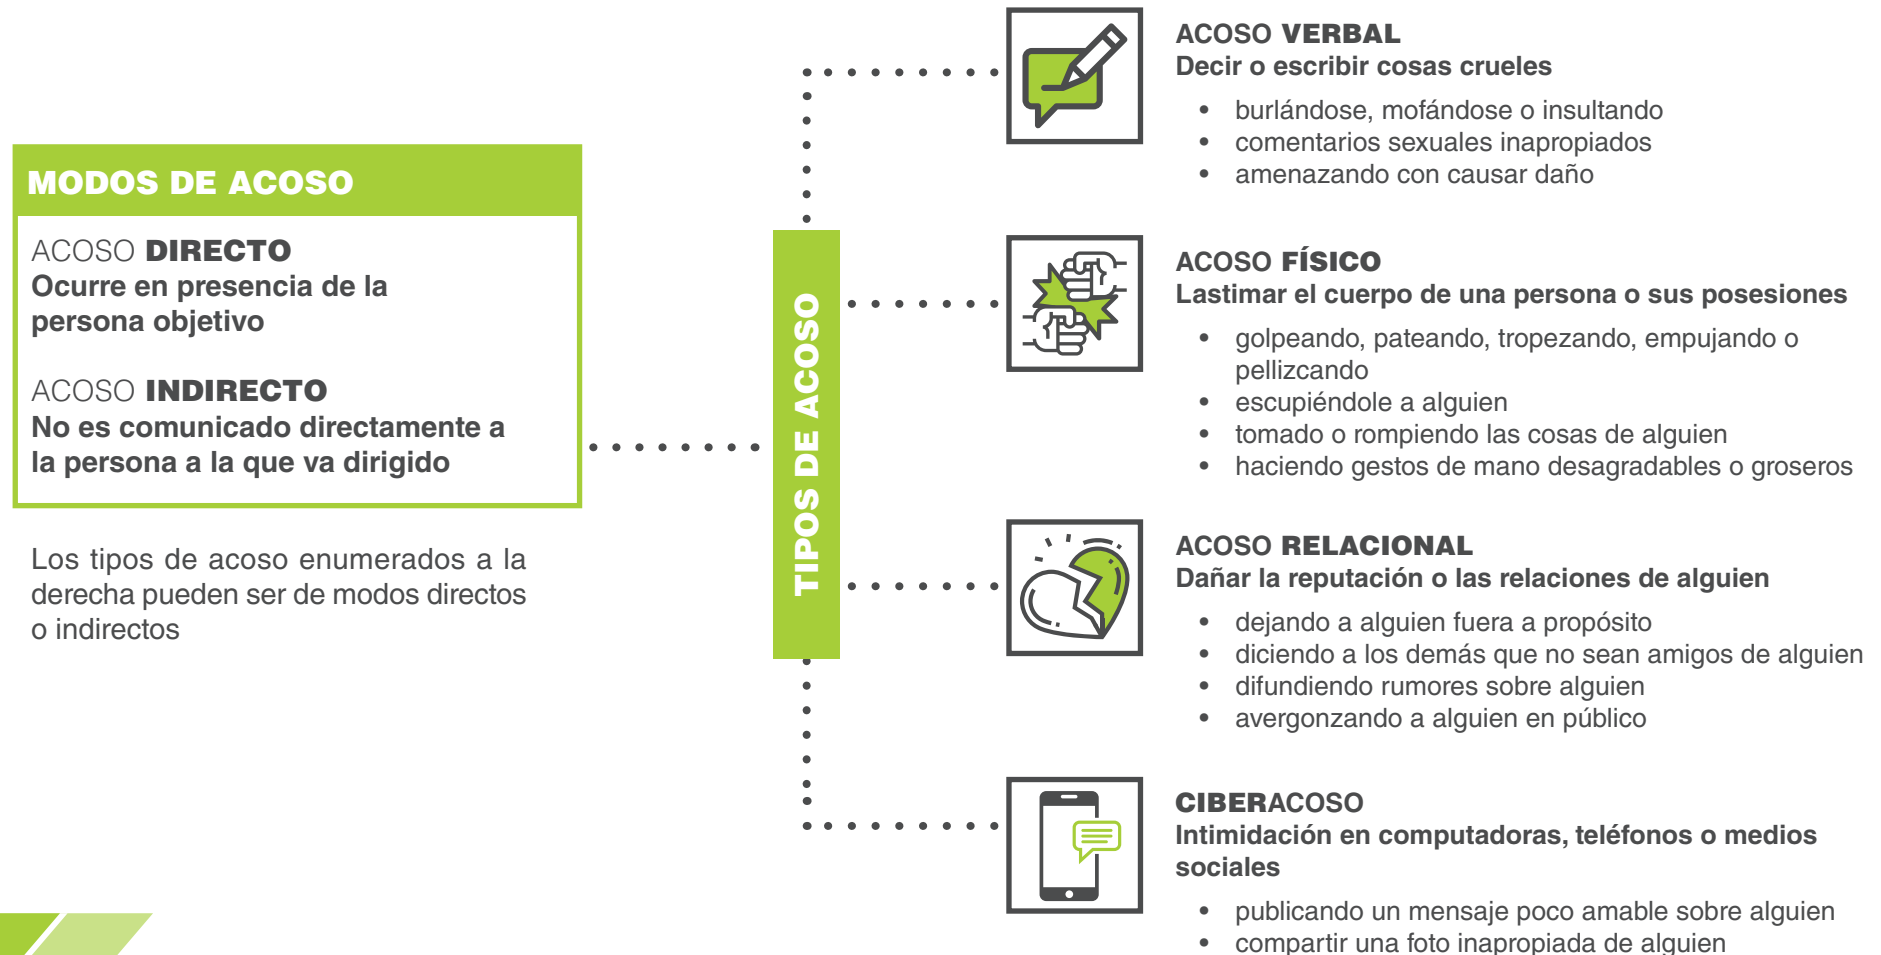 MODOS DE ACOSO
ACOSO DIRECTO
Ocurre en presencia de la
persona objetivo
ACOSO INDIRECTO
No es comunicado directamente a
la persona a la que va dirigido
Los tipos de acoso enumerados a la
derecha pueden ser de modos directos
o indirectos
TIPOS DE ACOSO
ACOSO VERBAL
Decir o escribir cosas crueles
• burlándose, mofándose o insultando
• comentarios sexuales inapropiados
• amenazando con causar daño
ACOSO FÍSICO
Lastimar el cuerpo de una persona o sus posesiones
• golpeando, pateando, tropezando, empujando o
pellizcando
• escupiéndole a alguien
• tomado o rompiendo las cosas de alguien
• haciendo gestos de mano desagradables o groseros
ACOSO RELACIONAL
Dañar la reputación o las relaciones de alguien
• dejando a alguien fuera a propósito
• diciendo a los demás que no sean amigos de alguien
• difundiendo rumores sobre alguien
• avergonzando a alguien en público
CIBERACOSO
Intimidación en computadoras, teléfonos o medios
sociales
• publicando un mensaje poco amable sobre alguien
• compartir una foto inapropiada de alguien